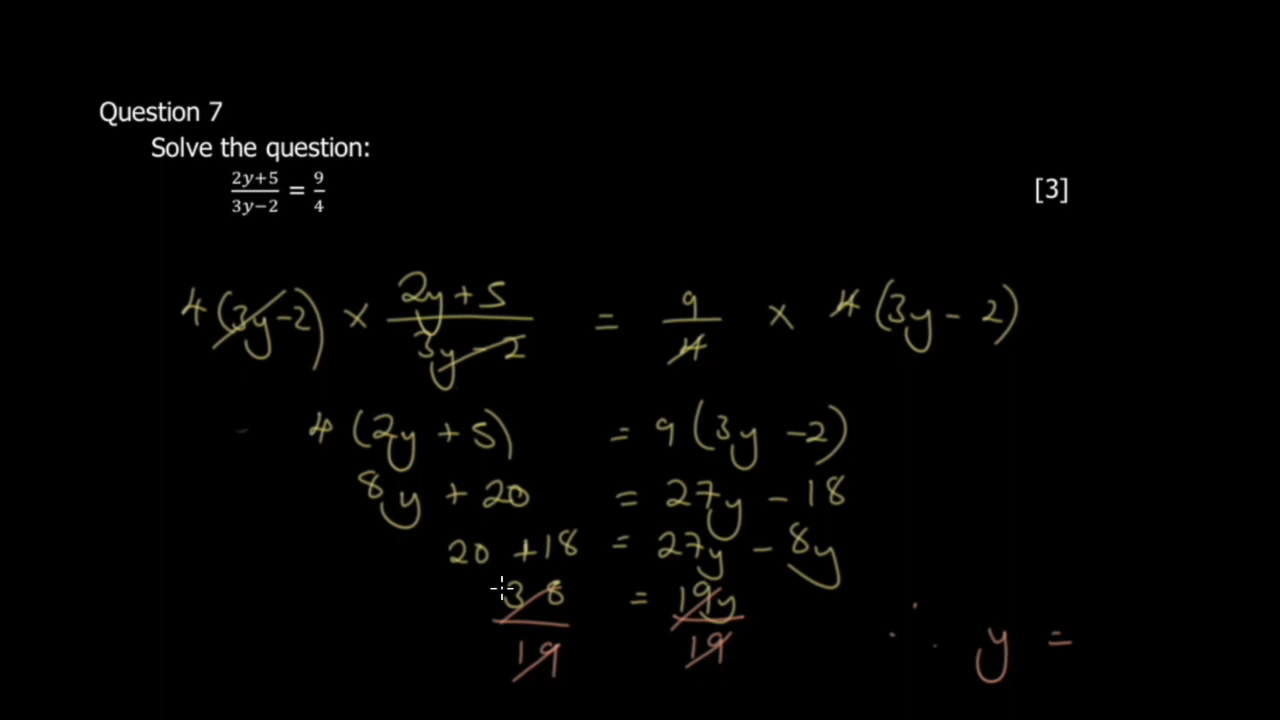 Question 7
Solve the question:
2y+5/3y−2 = 9/4
[3]
4(3y-2) × 2y+5/3y-2 = 9/4 × 4(3y-2)
4(2y+5) = 9(3y-2)
8y+20 = 27y-18
20+18 = 27y-8y
38/19 = 19y/19
∴ y =